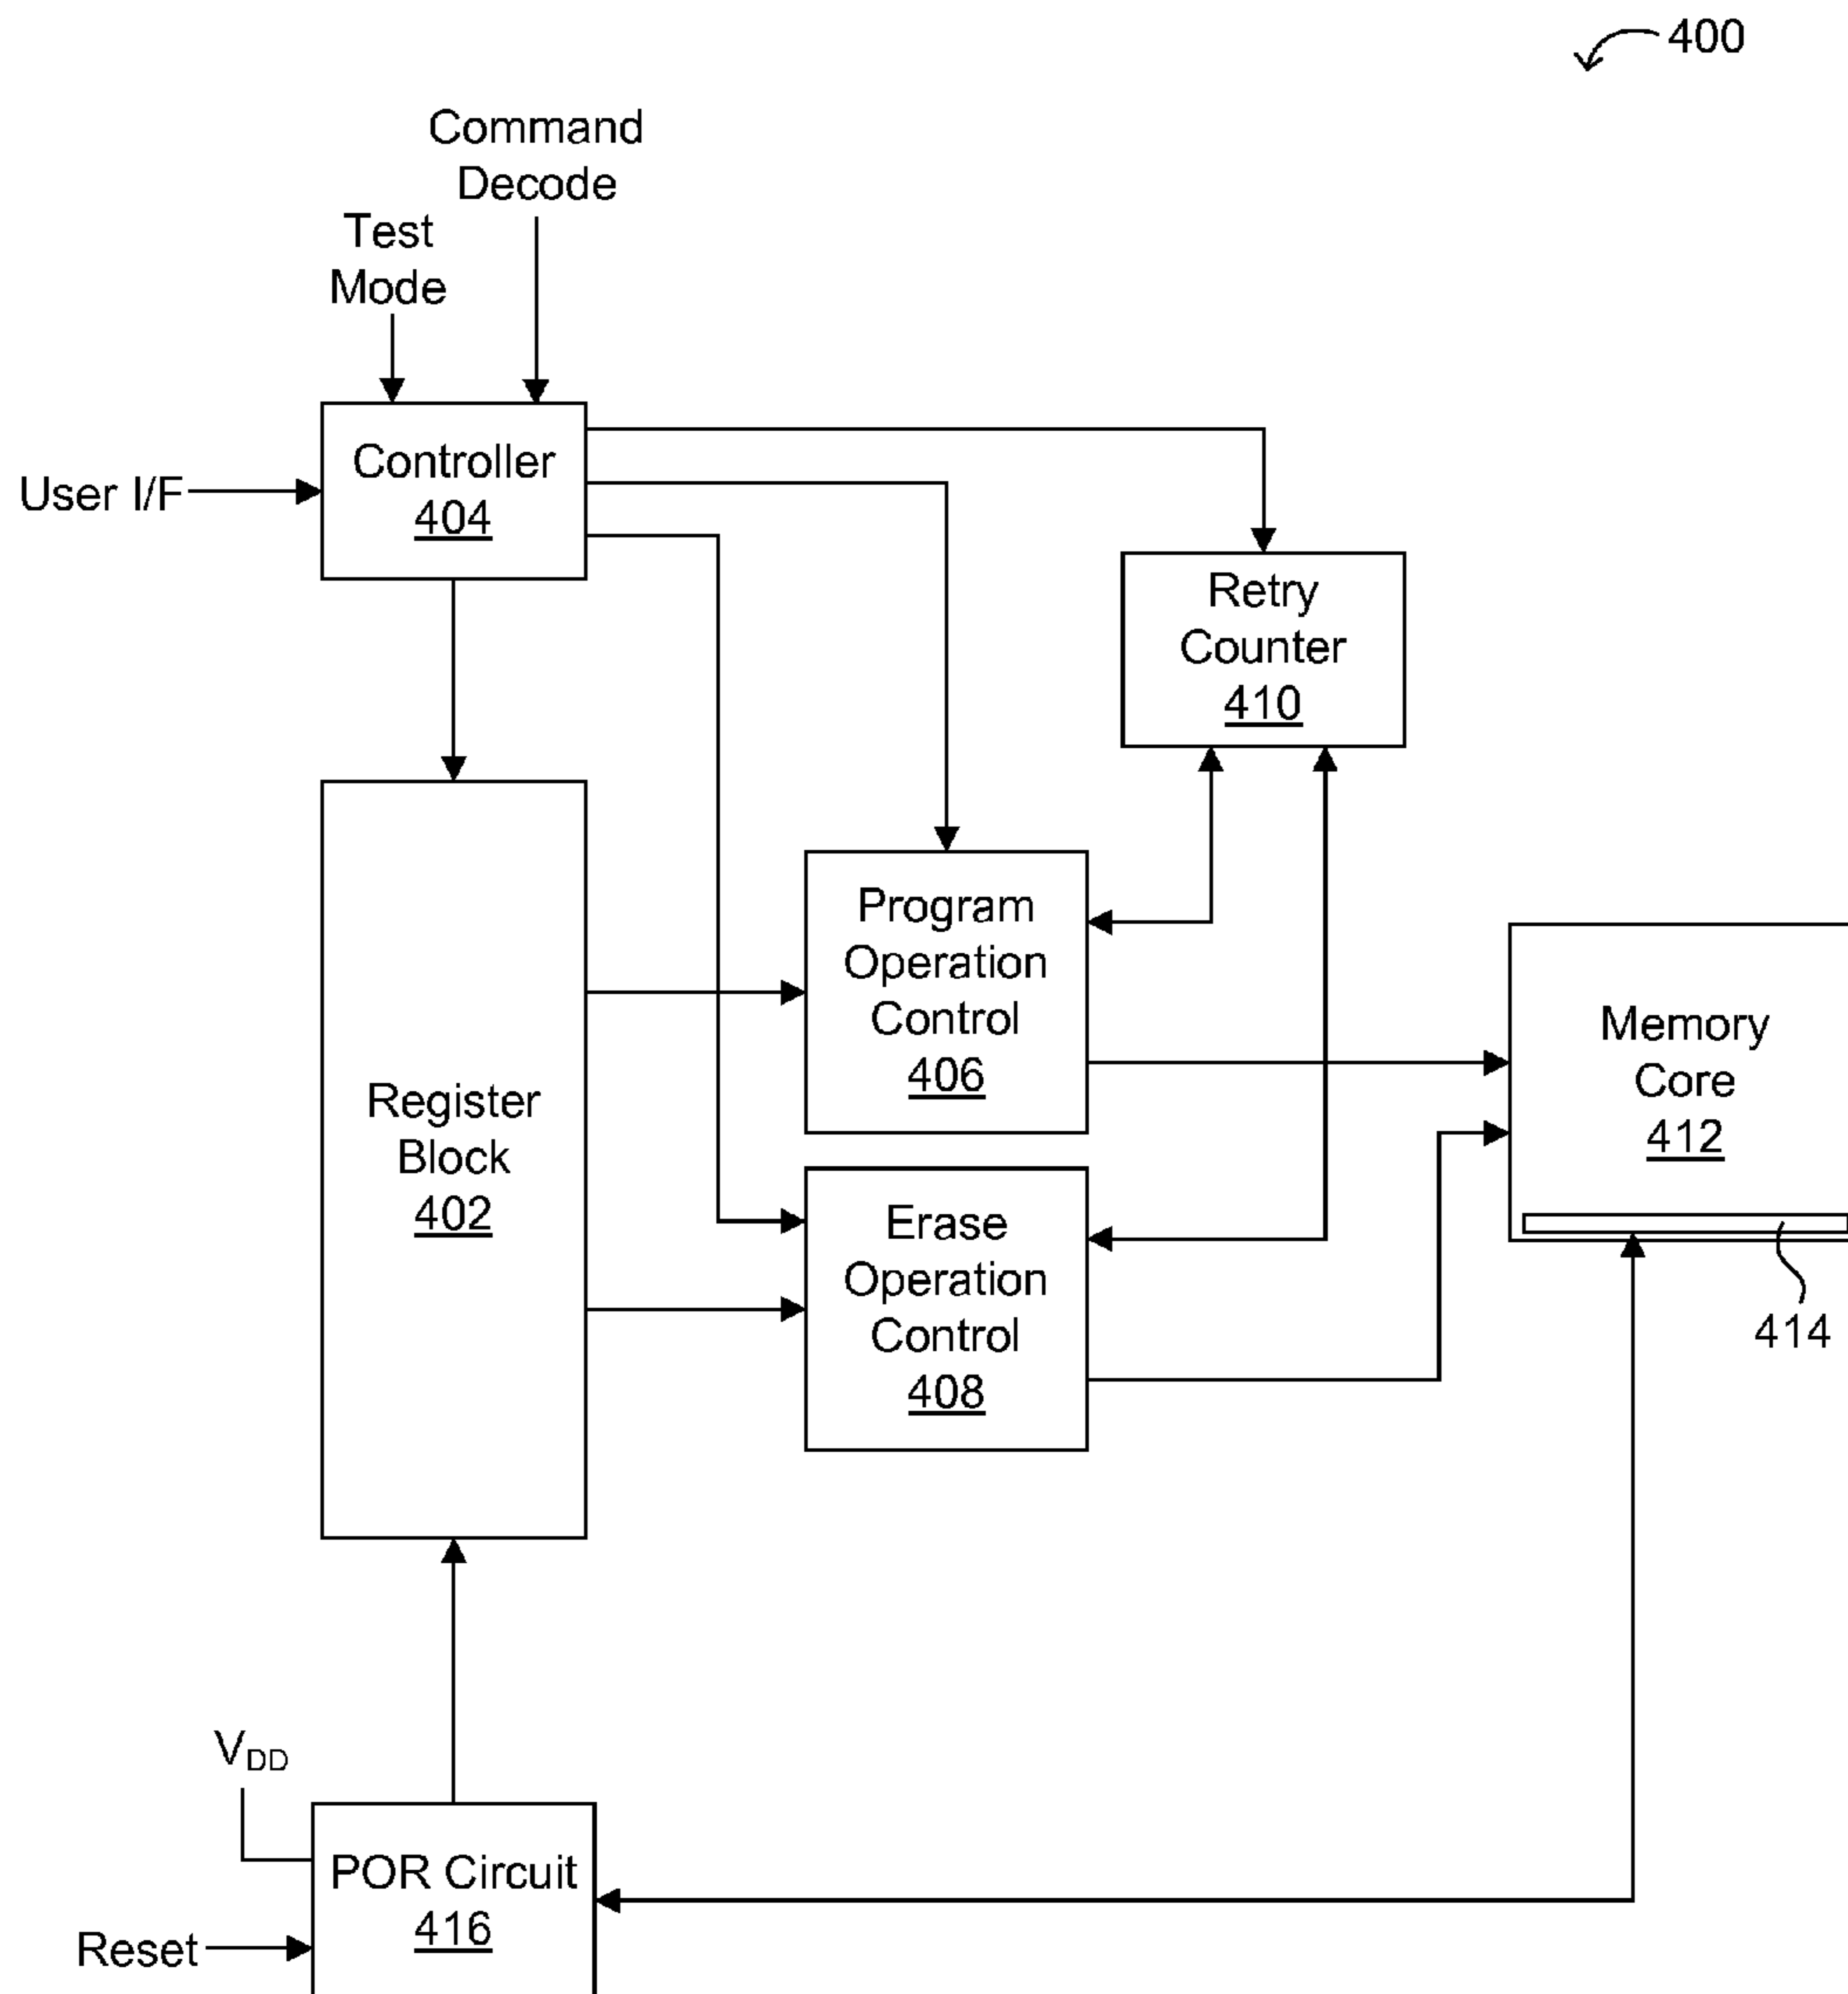 400
Command
Decode
Test
Mode
Controller
404
User I/F
Retry
Counter
410
Program
Operation
Control
406
Memory
Core
412
Register
Block
402
Erase
Operation
Control
408
414
VDD
POR Circuit
416
Reset